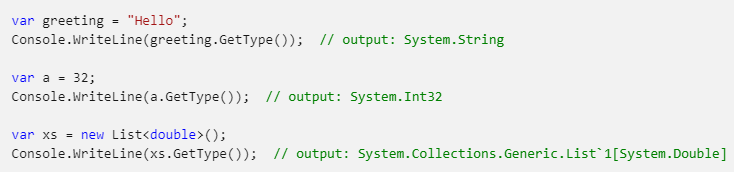 var greeting = "Hello";
Console.WriteLine(greeting.GetType());  // output: System.String
var a = 32;
Console.WriteLine(a.GetType());  // output: System.Int32
var xs = new List<double>();
Console.WriteLine(xs.GetType());  // output: System.Collections.Generic.List`1[System.Double]